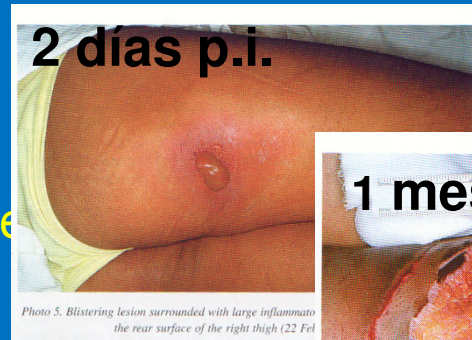 2 días p.i.
1 mes
Photo 5. Blistering lesion surrounded with large inflammato
the rear surface of the right thigh (22 Fe